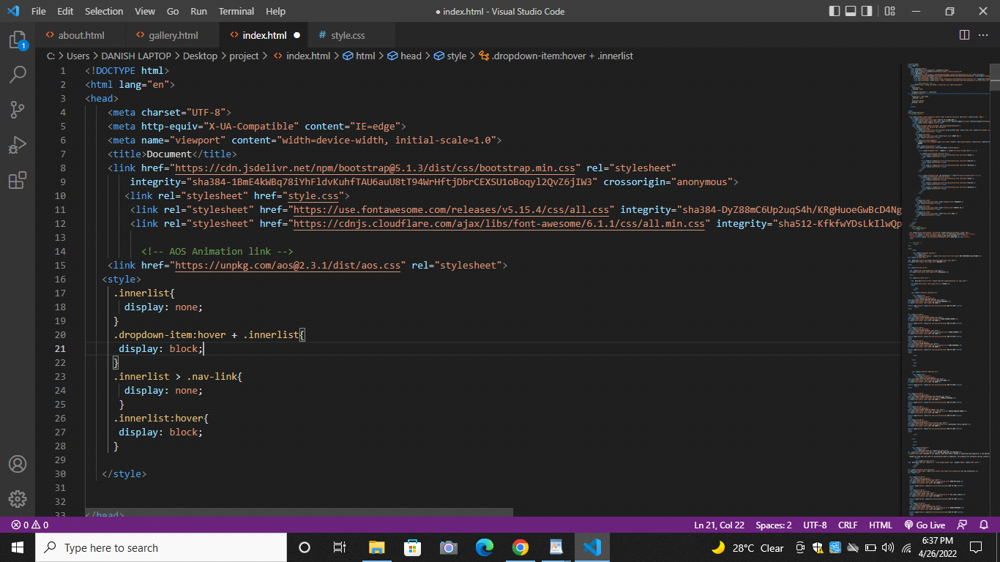 File Edit Selection View Go Run Terminal Help
● index.html - Visual Studio Code
about.html gallery.html index.html ● # style.css
C: > Users > DANISH LAPTOP > Desktop > project > index.html > html > head > style > .dropdown-item:hover + .innerlist
1 <!DOCTYPE html>
2 <html lang="en">
3 <head>
4 <meta charset="UTF-8">
5 <meta http-equiv="X-UA-Compatible" content="IE=edge">
6 <meta name="viewport" content="width=device-width, initial-scale=1.0">
7 <title>Document</title>
8 <link href="https://cdn.jsdelivr.net/npm/bootstrap@5.1.3/dist/css/bootstrap.min.css" rel="stylesheet"
9 integrity="sha384-1BmE4kWBq78iYhFldvKuhfTAU6auU8tT94WrHftjDbrCEXSU1oBoqyl2QvZ6jIW3" crossorigin="anonymous">
10 <link rel="stylesheet" href="style.css">
11 <link rel="stylesheet" href="https://use.fontawesome.com/releases/v5.15.4/css/all.css" integrity="sha384-DyZ88mC6Up2uqS4h/KRgHuoeGwBcD4Ng
12 <link rel="stylesheet" href="https://cdnjs.cloudflare.com/ajax/libs/font-awesome/6.1.1/css/all.min.css" integrity="sha512-KfkfwYDsLkIlwQp
13
14 <!-- AOS Animation link -->
15 <link href="https://unpkg.com/aos@2.3.1/dist/aos.css" rel="stylesheet">
16 <style>
17 .innerlist{
18 display: none;
19 }
20 .dropdown-item:hover + .innerlist{
21 display: block;
22 }
23 .innerlist > .nav-link{
24 display: none;
25 }
26 .innerlist:hover{
27 display: block;
28 }
29
30 </style>
31
32
33 </head>
1
0 0 Ln 21, Col 22 Spaces: 2 UTF-8 CRLF HTML Go Live
Type here to search
28°C Clear
6:37 PM
4/26/2022